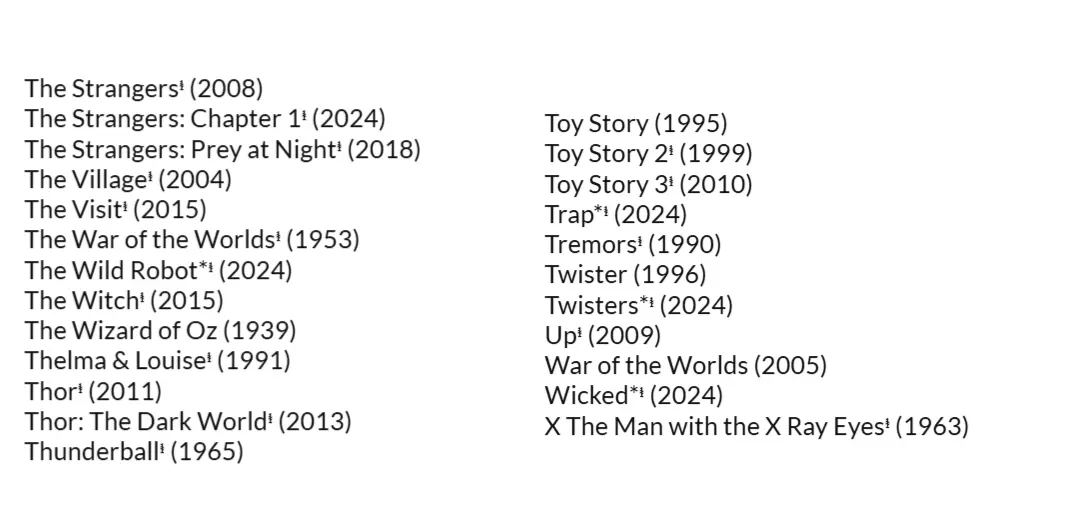 The Strangers‡ (2008)
The Strangers: Chapter 1‡ (2024)
The Strangers: Prey at Night‡ (2018)
The Village‡ (2004)
The Visit‡ (2015)
The War of the Worlds‡ (1953)
The Wild Robot*‡ (2024)
The Witch‡ (2015)
The Wizard of Oz (1939)
Thelma & Louise‡ (1991)
Thor‡ (2011)
Thor: The Dark World‡ (2013)
Thunderball‡ (1965)
Toy Story (1995)
Toy Story 2‡ (1999)
Toy Story 3‡ (2010)
Trap*‡ (2024)
Tremors‡ (1990)
Twister (1996)
Twisters*‡ (2024)
Up‡ (2009)
War of the Worlds (2005)
Wicked*‡ (2024)
X The Man with the X Ray Eyes‡ (1963)